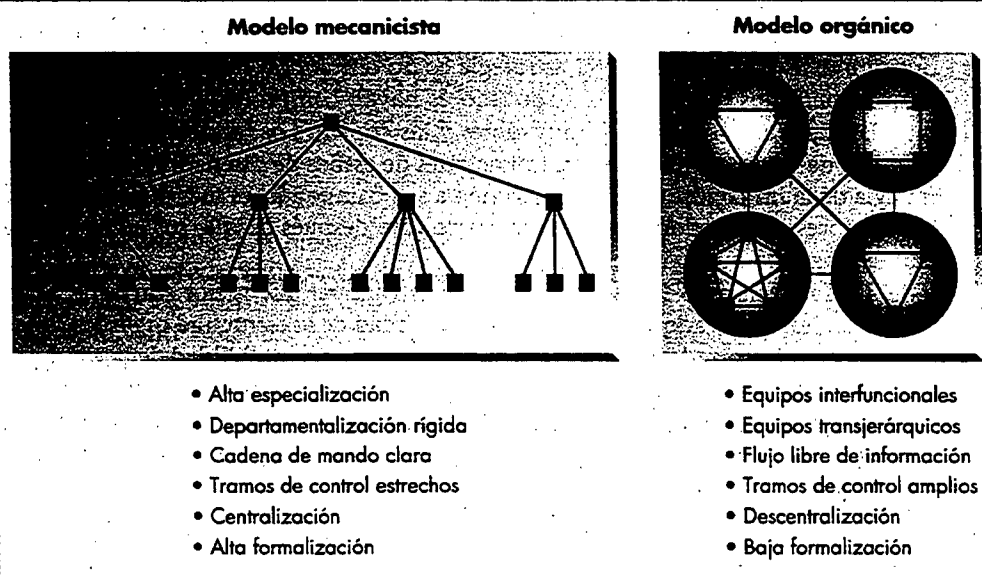 Modelo mecanicista
• Alta especialización
• Departamentalización rígida
• Cadena de mando clara
• Tramos de control estrechos
• Centralización
• Alta formalización
Modelo orgánico
• Equipos interfuncionales
• Equipos transjerárquicos
• Flujo libre de información
• Tramos de control amplios
• Descentralización
• Baja formalización